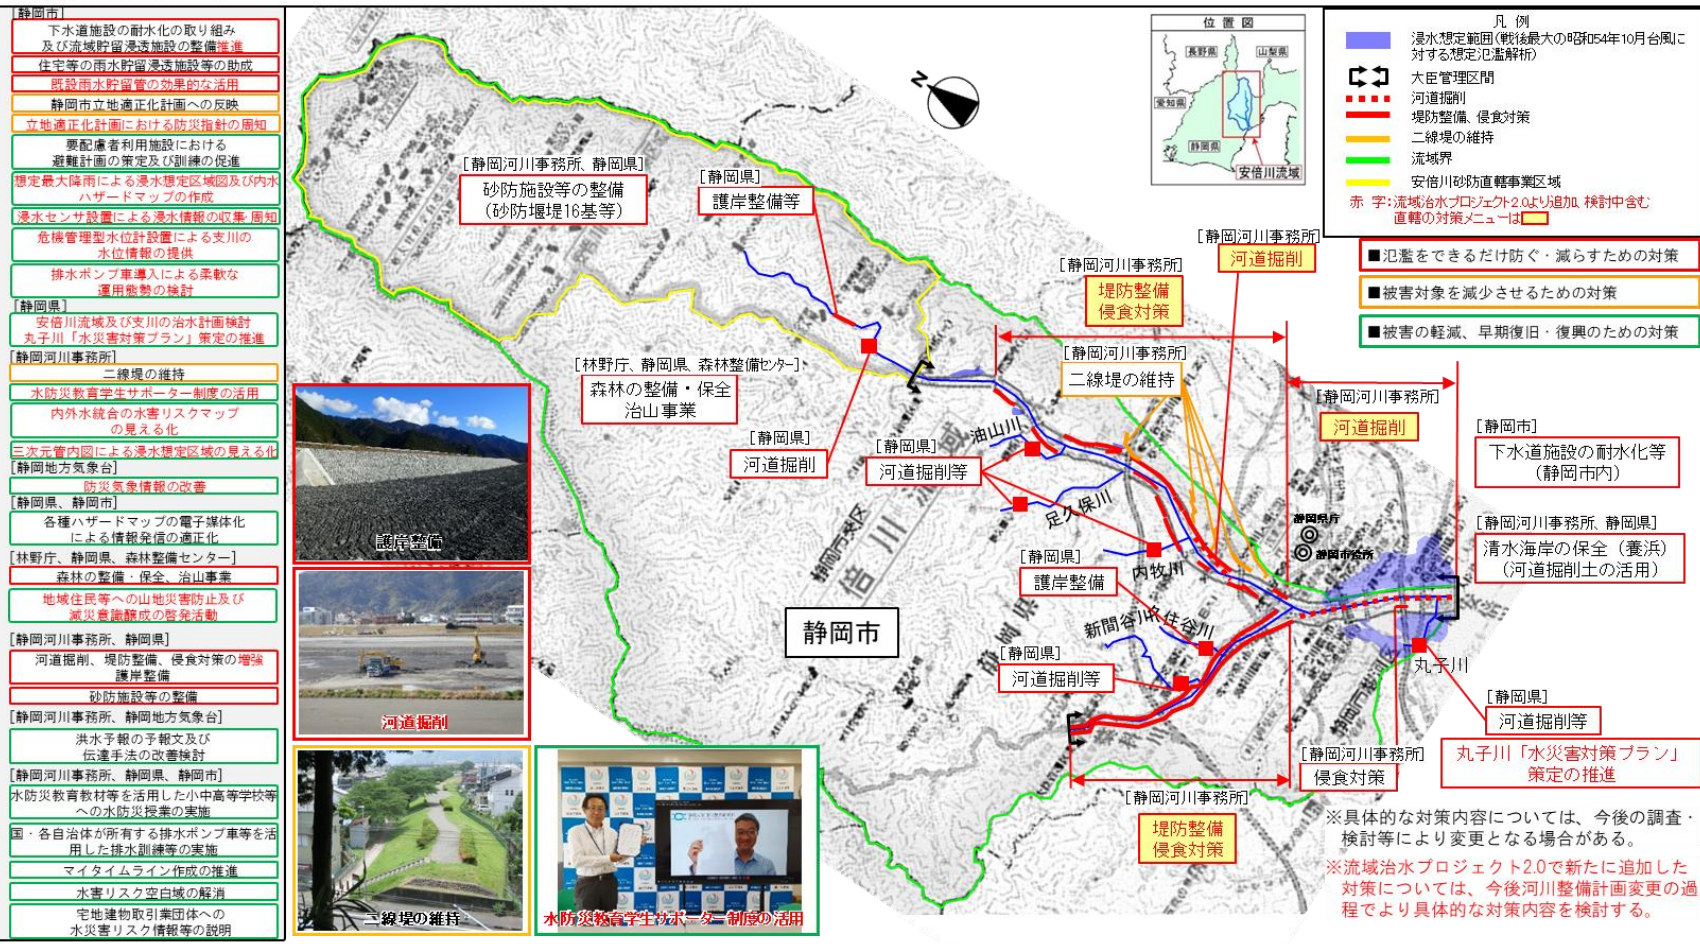 [静岡市]
下水道施設の耐水化の取り組み
及び流域貯留浸透施設の整備推進
住宅等の雨水貯留浸透施設等の助成
既設雨水貯留管の効果的な活用
静岡市立地適正化計画への反映
立地適正化計画における防災指針の周知
要配慮者利用施設における
避難計画の策定及び訓練の促進
想定最大降雨による浸水想定区域図及び内水
ハザードマップの作成
浸水センサ設置による浸水情報の収集・周知
危機管理型水位計設置による支川の
水位情報の提供
排水ポンプ車導入による柔軟な
運用態勢の検討
[静岡県]
安倍川流域及び支川の治水計画検討
丸子川「水災害対策プラン」策定の推進
[静岡河川事務所]
二線堤の維持
水防災教育学生サポーター制度の活用
内外水統合の水害リスクマップ
の見える化
三次元管内図による浸水想定区域の見える化
[静岡地方気象台]
防災気象情報の改善
[静岡県、静岡市]
各種ハザードマップの電子媒体化
による情報発信の適正化
[林野庁、静岡県、森林整備センター]
森林の整備・保全、治山事業
地域住民等への山地災害防止及び
減災意識醸成の啓発活動
[静岡河川事務所、静岡県]
河道掘削、堤防整備、侵食対策の増強
護岸整備
砂防施設等の整備
[静岡河川事務所、静岡地方気象台]
洪水予報の予報文及び
伝達手法の改善検討
[静岡河川事務所、静岡県、静岡市]
水防災教育教材等を活用した小中高等学校等
への水防災授業の実施
国・各自治体が所有する排水ポンプ車等を活
用した排水訓練等の実施
マイタイムライン作成の推進
水害リスク空白域の解消
宅地建物取引業団体への
水災害リスク情報等の説明
N
位置図
長野県
山梨県
愛知県
静岡県
安倍川流域
凡 例
浸水想定範囲(戦後最大の昭和54年10月台風に
対する想定氾濫解析)
大臣管理区間
河道掘削
堤防整備、侵食対策
二線堤の維持
流域界
安倍川砂防直轄事業区域
赤 字：流域治水プロジェクト2.0より追加、検討中含む
直轄の対策メニューは
■氾濫をできるだけ防ぐ・減らすための対策
■被害対象を減少させるための対策
■被害の軽減、早期復旧・復興のための対策
[静岡河川事務所、静岡県]
砂防施設等の整備
(砂防堰堤16基等)
[静岡県]
護岸整備等
[静岡河川事務所]
河道掘削
[静岡河川事務所]
堤防整備
侵食対策
[静岡河川事務所]
二線堤の維持
[林野庁、静岡県、森林整備センター]
森林の整備・保全
治山事業
[静岡県]
河道掘削
[静岡県]
河道掘削等
油山川
足久保川
内牧川
[静岡県]
護岸整備
新間谷川
久住谷川
[静岡県]
河道掘削等
静岡市
静岡県庁
静岡市役所
静岡市葵区
[静岡河川事務所]
河道掘削
[静岡市]
下水道施設の耐水化等
(静岡市内)
[静岡河川事務所、静岡県]
清水海岸の保全（養浜）
（河道掘削土の活用）
丸子川
[静岡県]
河道掘削等
丸子川「水災害対策プラン」
策定の推進
[静岡河川事務所]
侵食対策
[静岡河川事務所]
堤防整備
侵食対策
護岸整備
河道掘削
二線堤の維持
水防災教育学生サポーター制度の活用
※具体的な対策内容については、今後の調査・
検討等により変更となる場合がある。
※流域治水プロジェクト2.0で新たに追加した
対策については、今後河川整備計画変更の過
程でより具体的な対策内容を検討する。